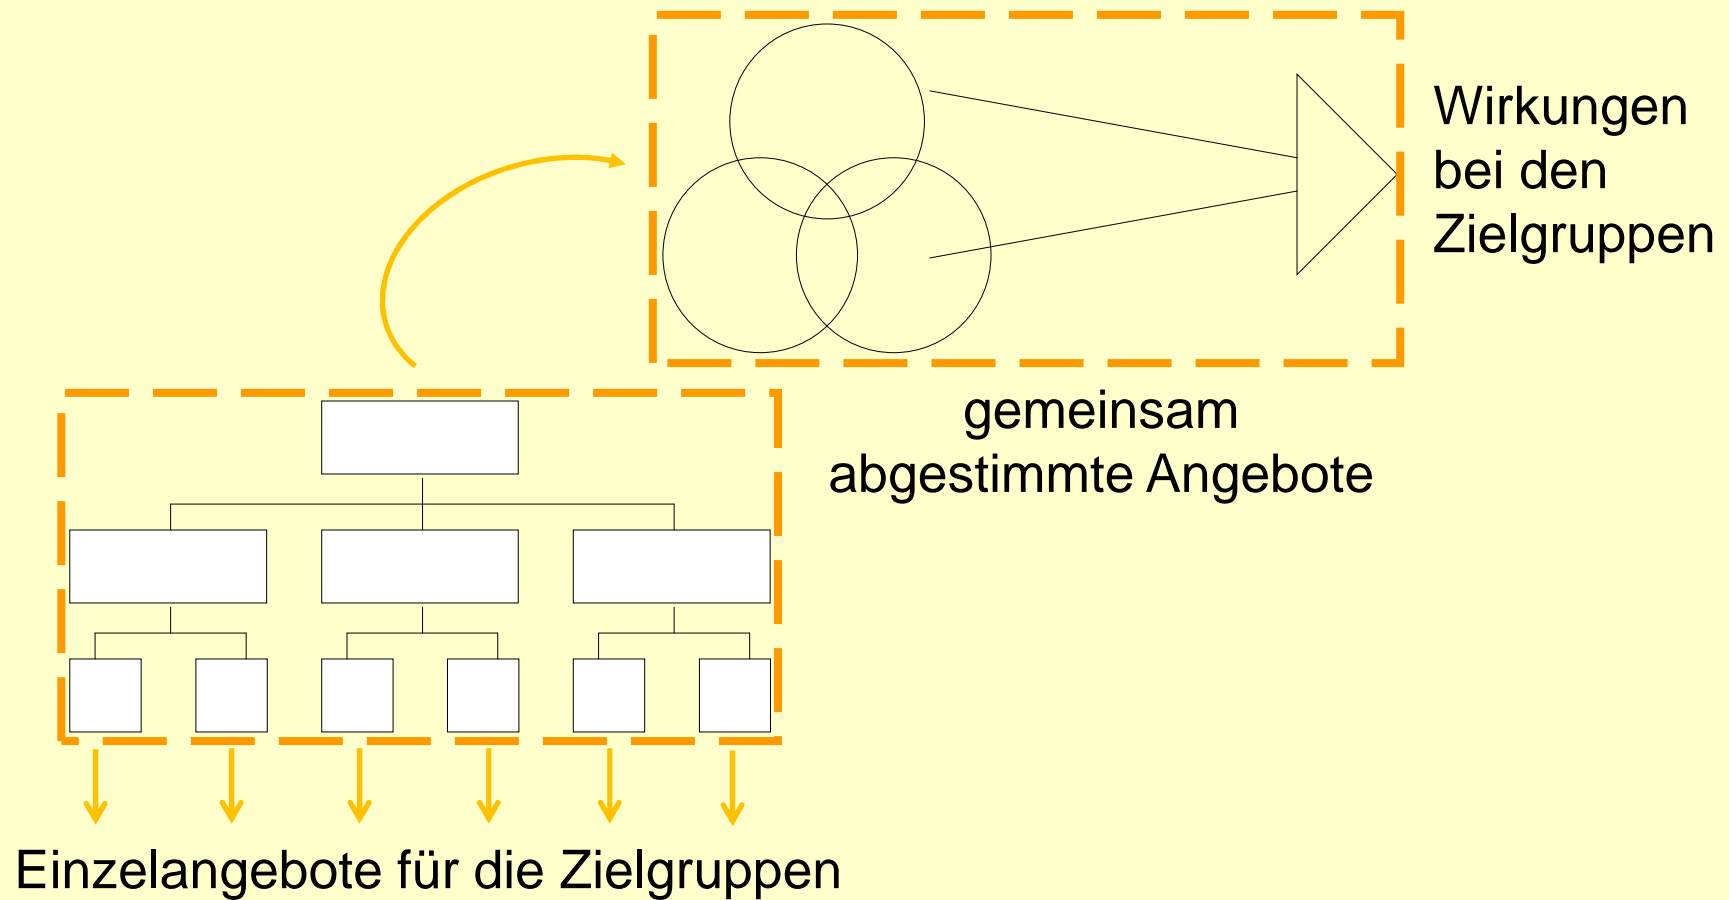 Wirkungen
bei den
Zielgruppen
gemeinsam
abgestimmte Angebote
Einzelangebote für die Zielgruppen